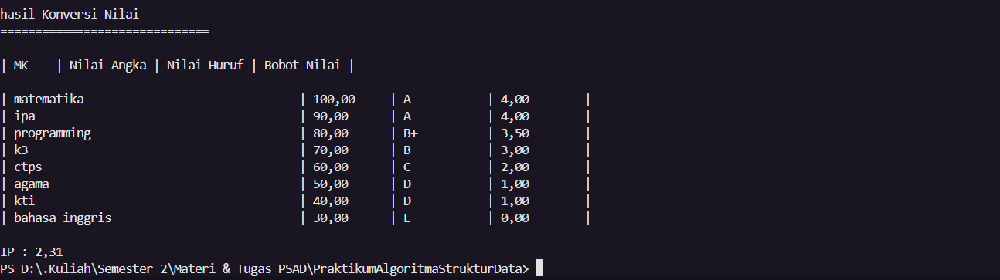 hasil Konversi Nilai
==============================
| MK    | Nilai Angka | Nilai Huruf | Bobot Nilai |
| matematika                               | 100,00     | A           | 4,00        |
| ipa                                      | 90,00      | A           | 4,00        |
| programming                              | 80,00      | B+          | 3,50        |
| k3                                       | 70,00      | B           | 3,00        |
| ctps                                     | 60,00      | C           | 2,00        |
| agama                                    | 50,00      | D           | 1,00        |
| kti                                      | 40,00      | D           | 1,00        |
| bahasa inggris                           | 30,00      | E           | 0,00        |
IP : 2,31
PS D:\.Kuliah\Semester 2\Materi & Tugas PSAD\PraktikumAlgoritmaStrukturData>